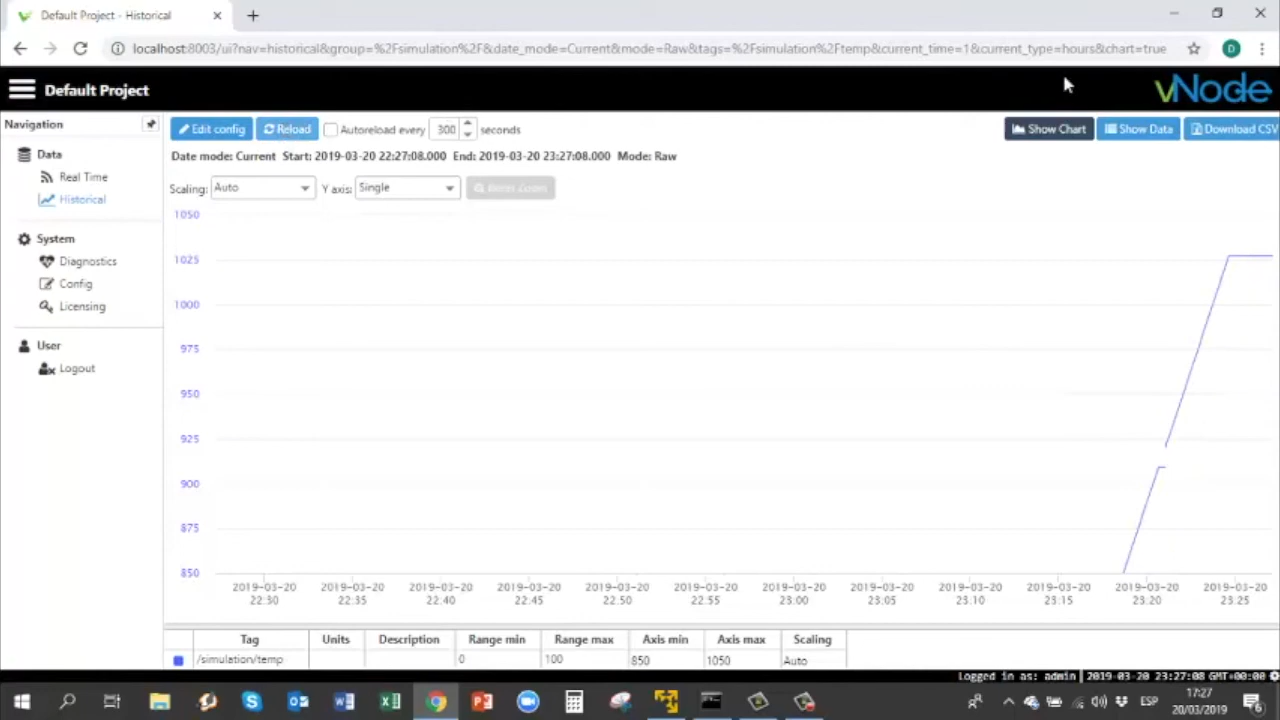 Default Project - Historical
localhost:8003/ui?nav=historical&group=%2Fsimulation%2F&date_mode=Current&mode=Raw&tags=%2Fsimulation%2Ftemp&current_time=1&current_type=hours&chart=true
D
Default Project
vNode
Navigation
Edit config Reload Autoreload every 300 seconds Show Chart Show Data Download CSV
Data
Date mode: Current Start: 2019-03-20 22:27:08.000 End: 2019-03-20 23:27:08.000 Mode: Raw
Real Time
Scaling: Auto Y axis: Single Reset Zoom
Historical
System
Diagnostics
Config
Licensing
User
Logout
1050
1025
1000
975
950
925
900
875
850
2019-03-20 2019-03-20 2019-03-20 2019-03-20 2019-03-20 2019-03-20 2019-03-20 2019-03-20 2019-03-20 2019-03-20 2019-03-20 2019-03-20
22:30 22:35 22:40 22:45 22:50 22:55 23:00 23:05 23:10 23:15 23:20 23:25
Tag Units Description Range min Range max Axis min Axis max Scaling
/simulation/temp 0 100 850 1050 Auto
Logged in as: admin 2019-03-20 23:27:08 GMT+00:00
ESP
17:27
20/03/2019
6